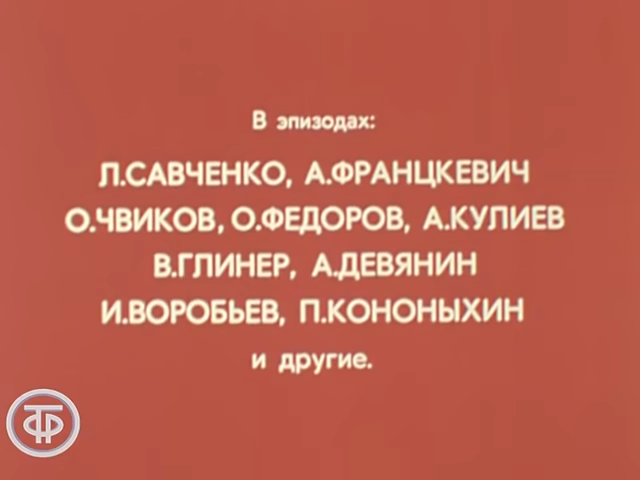 В эпизодах:
Л.САВЧЕНКО, А.ФРАНЦКЕВИЧ
О.ЧВИКОВ, О.ФЕДОРОВ, А.КУЛИЕВ
В.ГЛИНЕР, А.ДЕВЯНИН
И.ВОРОБЬЕВ, П.КОНОНЫХИН
и другие.